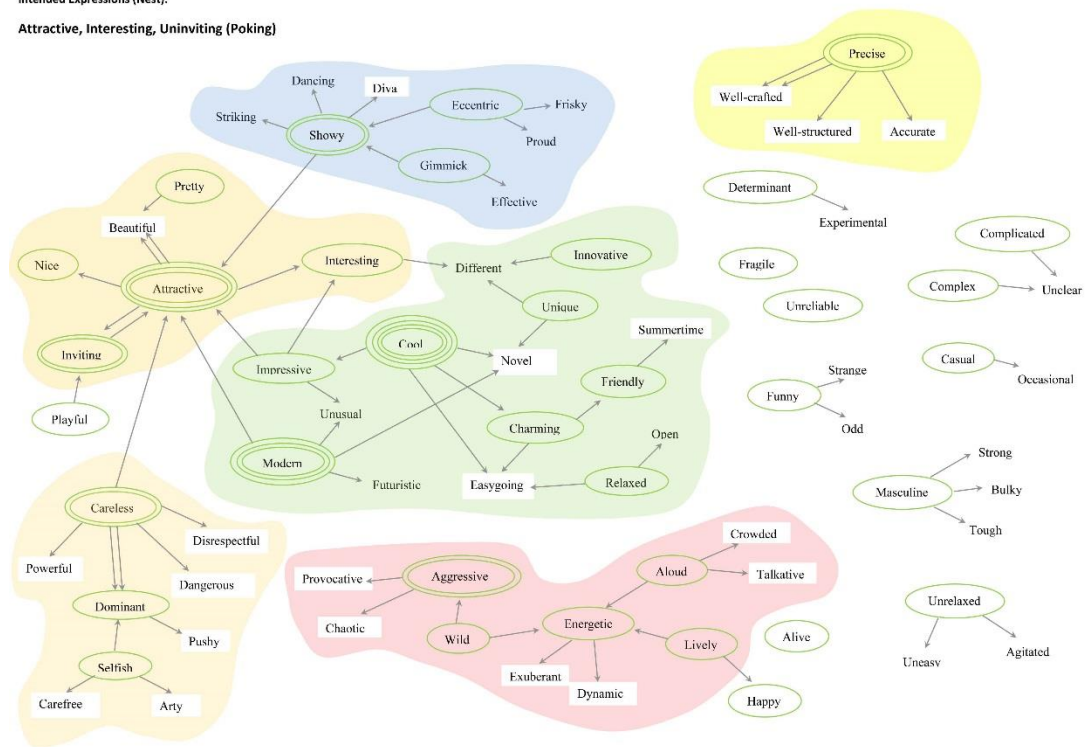 Intended Expressions (Nest):
Attractive, Interesting, Uninviting (Poking)
Precise
Well-crafted
Well-structured
Accurate
Dancing
Diva
Eccentric
Frisky
Striking
Showy
Proud
Gimmick
Effective
Pretty
Beautiful
Nice
Attractive
Interesting
Inviting
Playful
Different
Innovative
Unique
Cool
Novel
Summertime
Impressive
Friendly
Unusual
Charming
Open
Modern
Futuristic
Easygoing
Relaxed
Determinant
Experimental
Complicated
Fragile
Complex
Unclear
Unreliable
Casual
Occasional
Strange
Funny
Odd
Strong
Masculine
Bulky
Tough
Careless
Disrespectful
Powerful
Dangerous
Dominant
Pushy
Selfish
Carefree
Arty
Crowded
Provocative
Aggressive
Aloud
Talkative
Chaotic
Wild
Energetic
Lively
Alive
Exuberant
Dynamic
Happy
Unrelaxed
Uneasy
Agitated